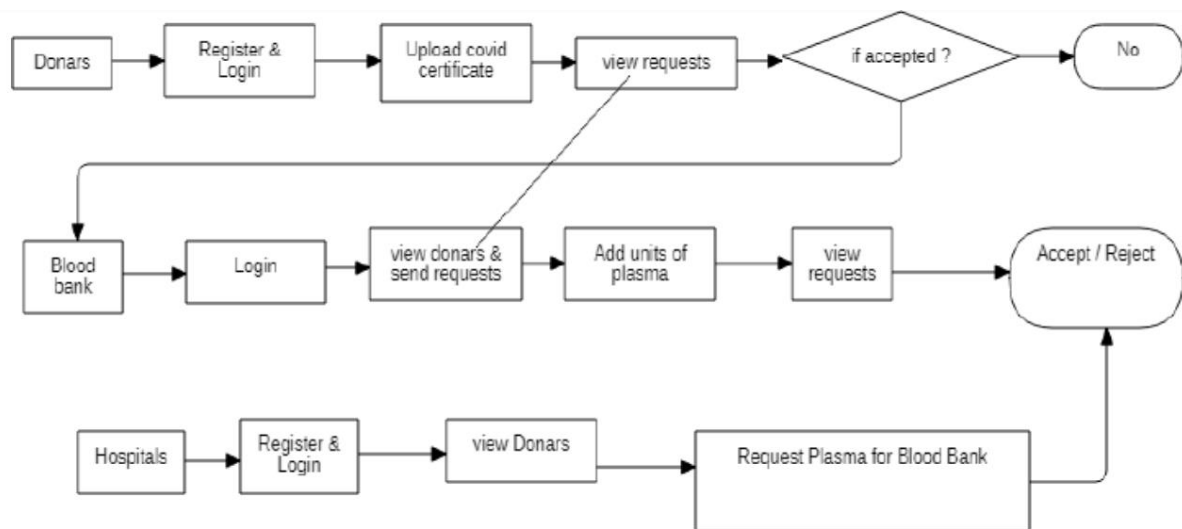 Donars
Register &
Login
Upload covid
certificate
view requests
if accepted ?
No
Blood
bank
Login
view donars &
send requests
Add units of
plasma
view
requests
Accept / Reject
Hospitals
Register &
Login
view Donars
Request Plasma for Blood Bank